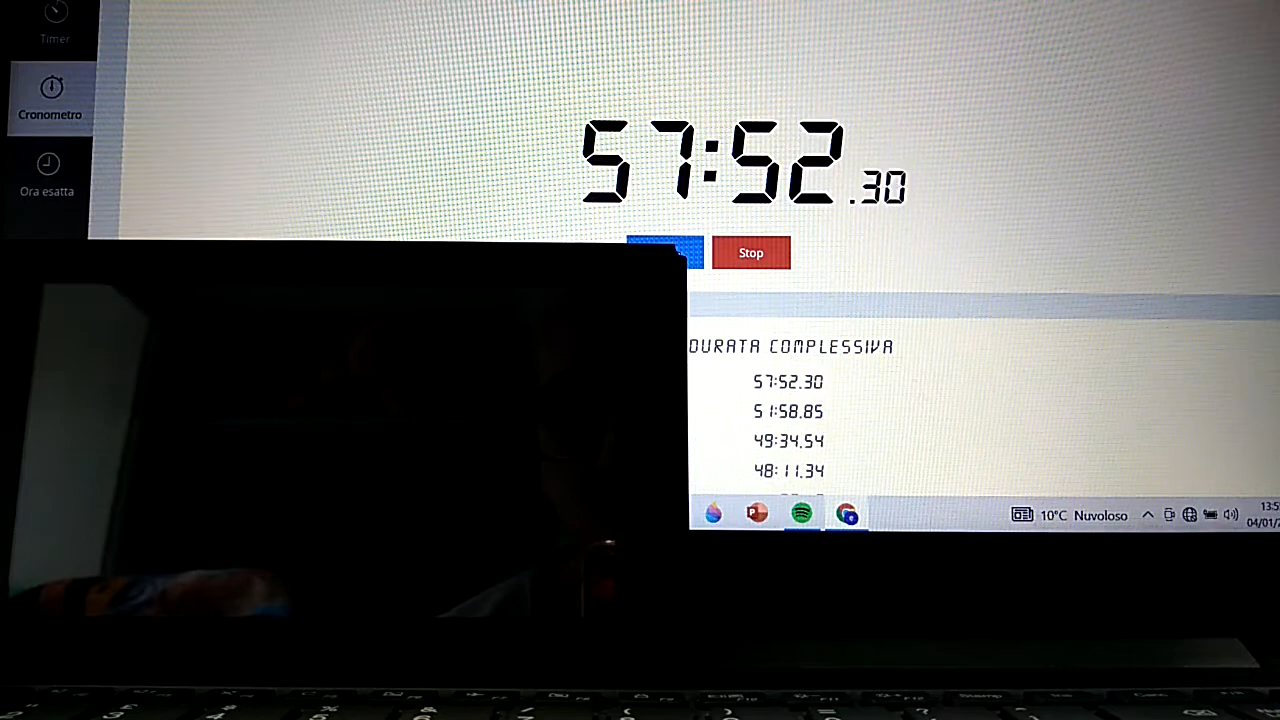 Timer
Cronometro
Ora esatta
57:52.30
Stop
DURATA COMPLESSIVA
57:52.30
51:58.85
49:34.54
48:11.34
10°C Nuvoloso